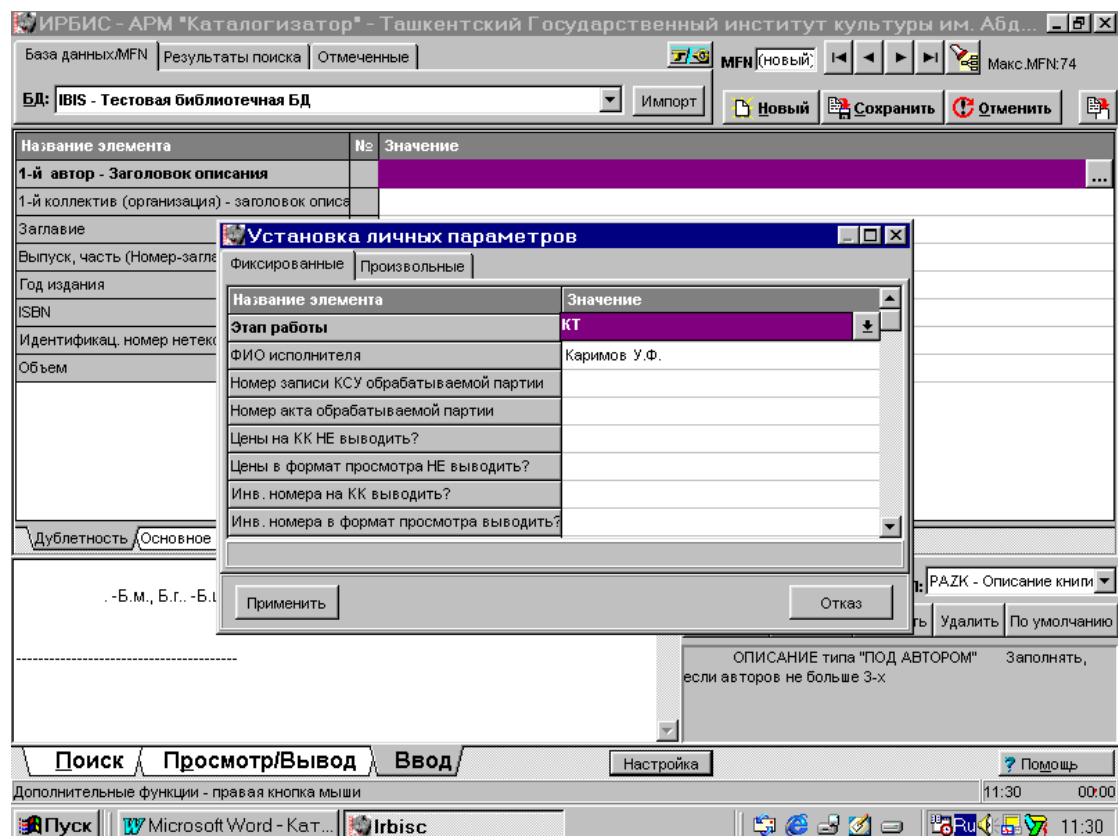 ИРБИС - АРМ "Каталогизатор" - Ташкентский Государственный институт культуры им. Абд...
База данных/MFN Результаты поиска Отмеченные
MFN (новый) Макс.MFN:74
БД: IBIS - Тестовая библиотечная БД Импорт
Новый Сохранить Отменить
Название элемента № Значение
1-й автор - Заголовок описания ...
1-й коллектив (организация) - заголовок описа
Заглавие
Выпуск, часть (Номер-загла
Год издания
ISBN
Идентификац. номер нетекс
Объем
Установка личных параметров
Фиксированные Произвольные
Название элемента Значение
Этап работы КТ
ФИО исполнителя Каримов У.Ф.
Номер записи КСУ обрабатываемой партии
Номер акта обрабатываемой партии
Цены на КК НЕ выводить?
Цены в формат просмотра НЕ выводить?
Инв. номера на КК выводить?
Инв. номера в формат просмотра выводить?
Применить Отказ
Дублетность Основное
. -Б.м., Б.г.. -Б.
PAZK - Описание книги
ть Удалить По умолчанию
----------------------------------------
ОПИСАНИЕ типа "ПОД АВТОРОМ" Заполнять,
если авторов не больше 3-х
Поиск Просмотр/Вывод Ввод Настройка ? Помощь
Дополнительные функции - правая кнопка мыши 11:30 00:00
Пуск Microsoft Word - Кат... Irbisc Ru 11:30